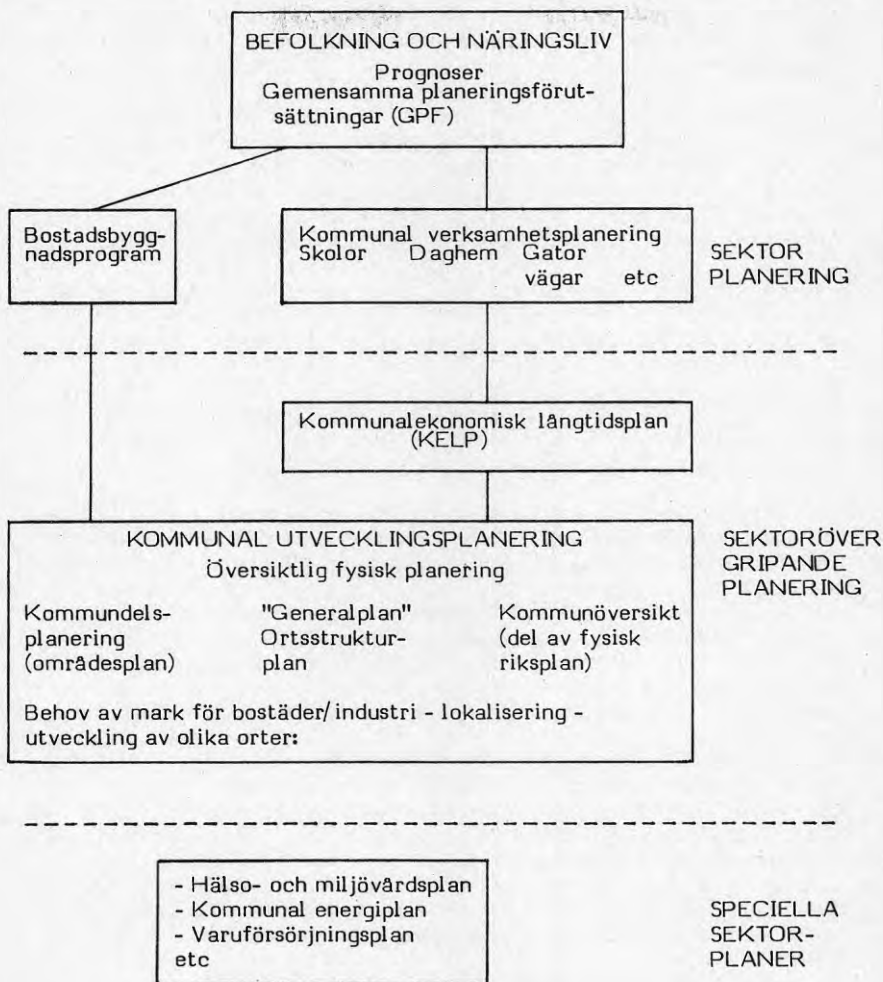 BEFOLKNING OCH NÄRINGSLIV
Prognoser
Gemensamma planeringsförut-
sättningar (GPF)
Bostadsbygg-
nadsprogram
Kommunal verksamhetsplanering
Skolor Daghem Gator
vägar etc
SEKTOR
PLANERING
Kommunalekonomisk långtidsplan
(KELP)
KOMMUNAL UTVECKLINGSPLANERING
Översiktlig fysisk planering
Kommundels-
planering
(områdesplan)
"Generalplan"
Ortsstruktur-
plan
Kommunöversikt
(del av fysisk
riksplan)
Behov av mark för bostäder/industri - lokalisering -
utveckling av olika orter:
SEKTORÖVER
GRIPANDE
PLANERING
- Hälso- och miljövårdsplan
- Kommunal energiplan
- Varuförsörjningsplan
etc
SPECIELLA
SEKTOR-
PLANER